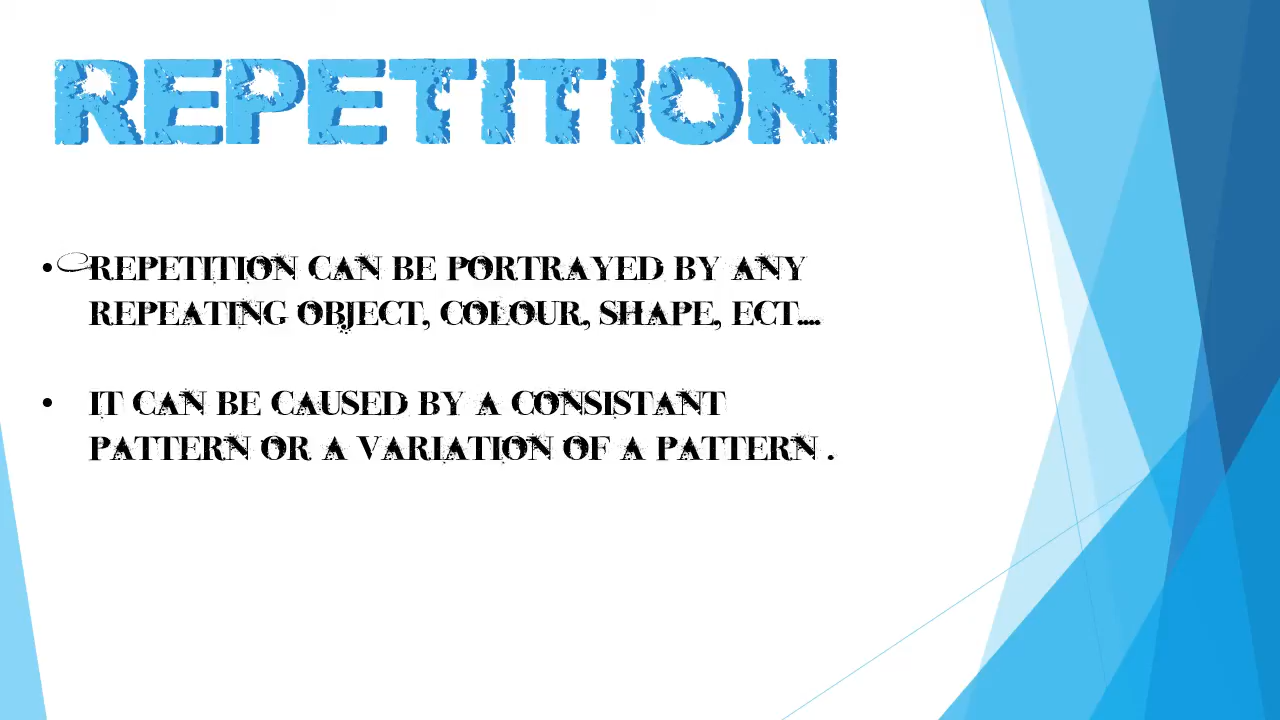 REPETITION
• REPETITION CAN BE PORTRAYED BY ANY
REPEATING OBJECT, COLOUR, SHAPE, ECT....
• IT CAN BE CAUSED BY A CONSISTANT
PATTERN OR A VARIATION OF A PATTERN .